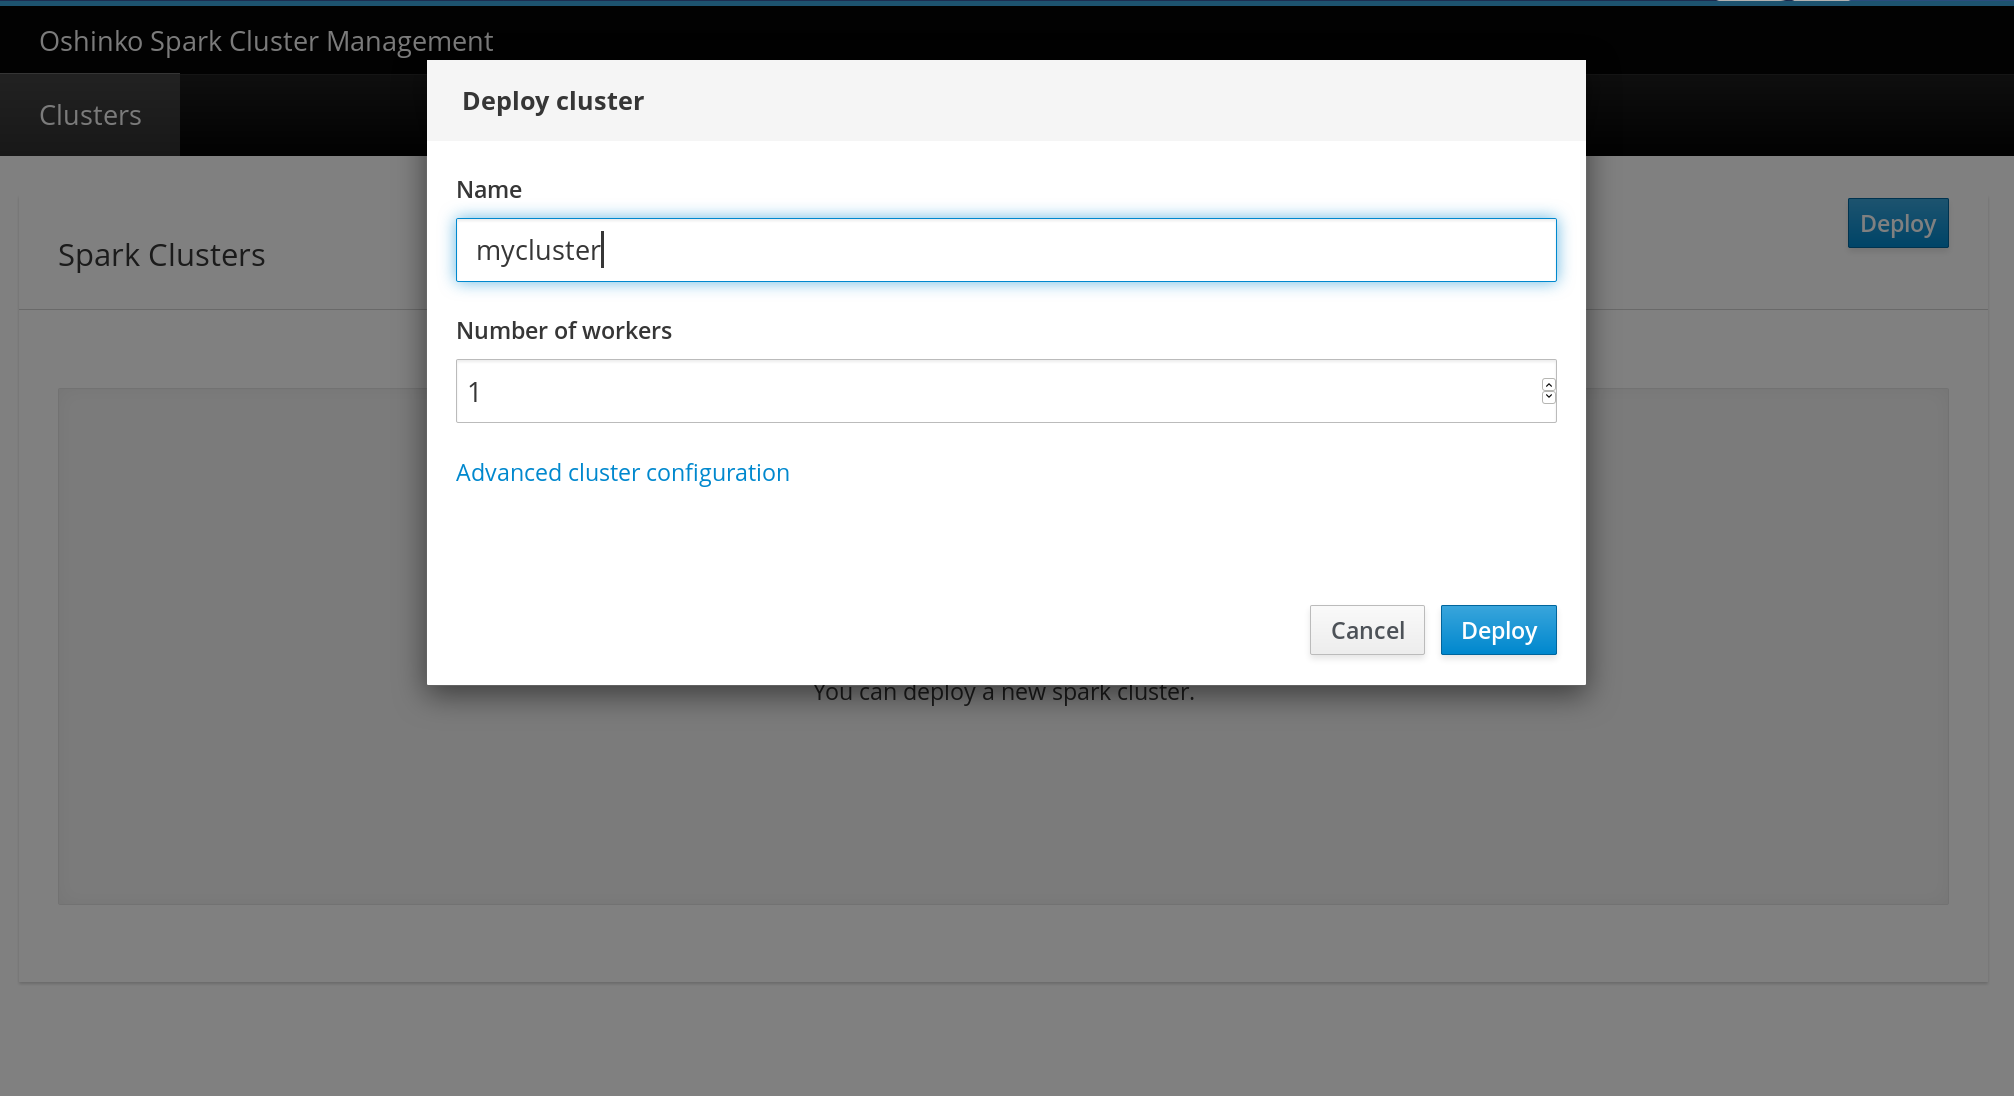 Oshinko Spark Cluster Management
Clusters
Deploy cluster
Name
mycluster
Number of workers
1
Advanced cluster configuration
Cancel
Deploy
Spark Clusters
Deploy
You can deploy a new spark cluster.